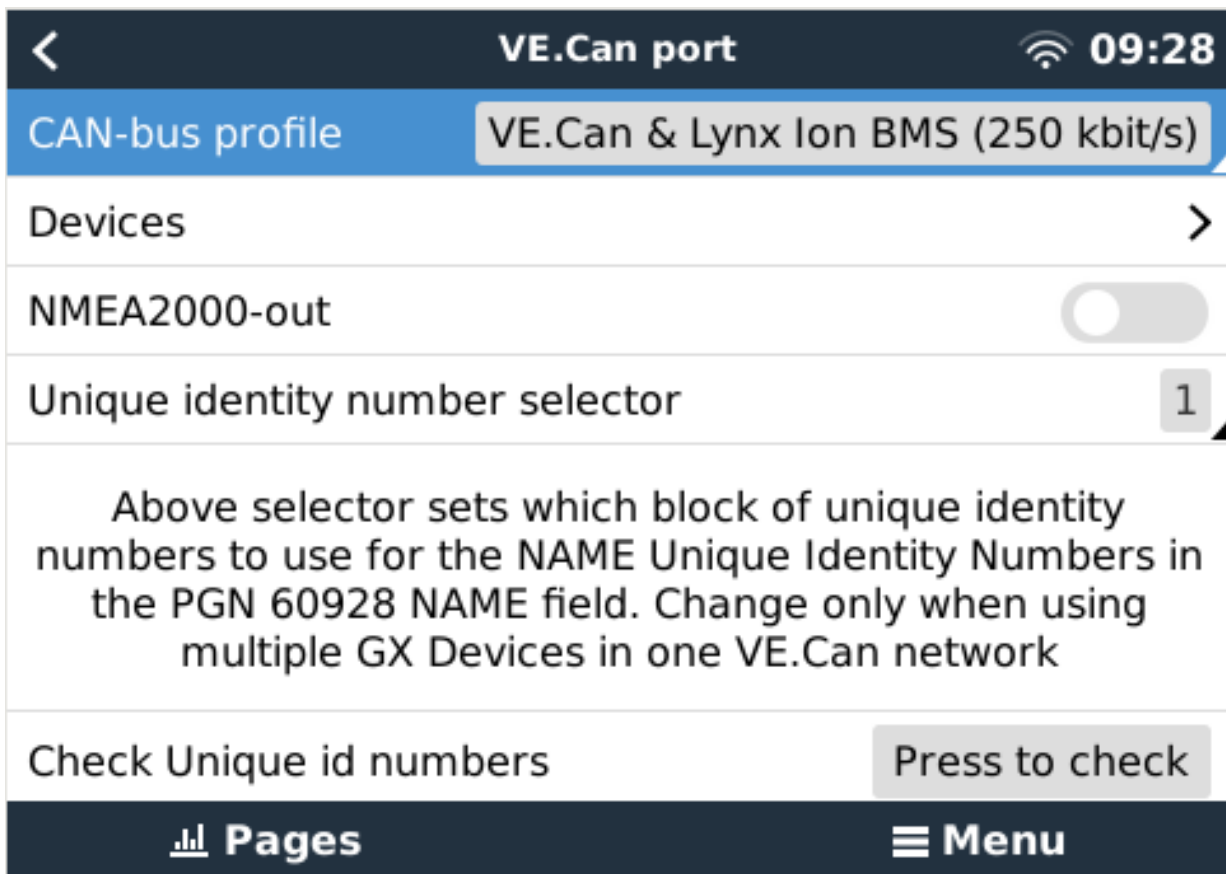 VE.Can port
09:28
CAN-bus profile
VE.Can & Lynx Ion BMS (250 kbit/s)
Devices
NMEA2000-out
Unique identity number selector
1
Above selector sets which block of unique identity
numbers to use for the NAME Unique Identity Numbers in
the PGN 60928 NAME field. Change only when using
multiple GX Devices in one VE.Can network
Check Unique id numbers
Press to check
Pages
Menu